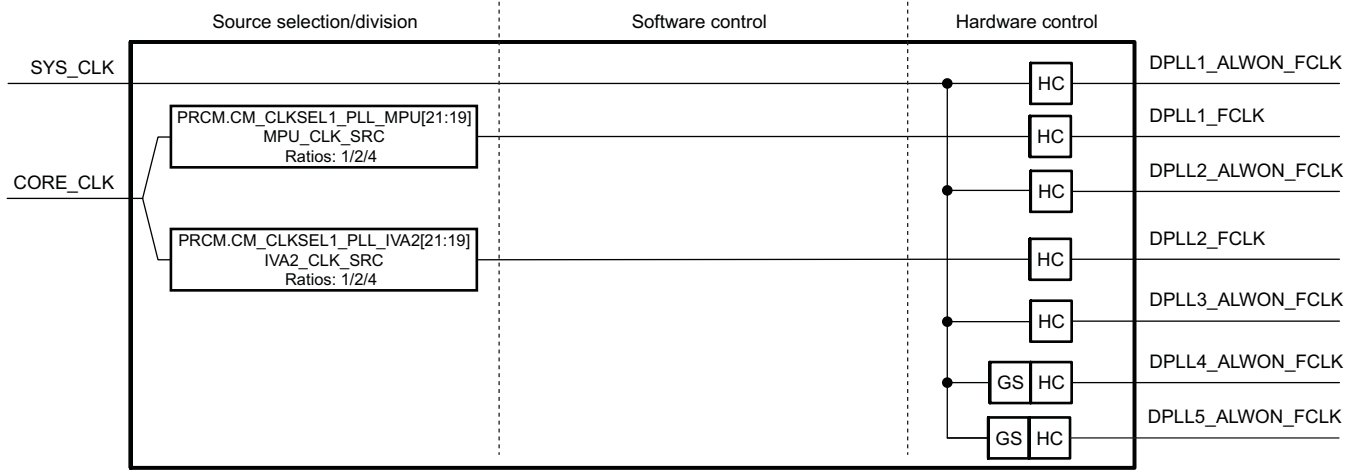 Source selection/division
Software control
Hardware control
SYS_CLK
HC
DPLL1_ALWON_FCLK
PRCM.CM_CLKSEL1_PLL_MPU[21:19]
MPU_CLK_SRC
Ratios: 1/2/4
HC
DPLL1_FCLK
CORE_CLK
HC
DPLL2_ALWON_FCLK
PRCM.CM_CLKSEL1_PLL_IVA2[21:19]
IVA2_CLK_SRC
Ratios: 1/2/4
HC
DPLL2_FCLK
HC
DPLL3_ALWON_FCLK
GS HC
DPLL4_ALWON_FCLK
GS HC
DPLL5_ALWON_FCLK